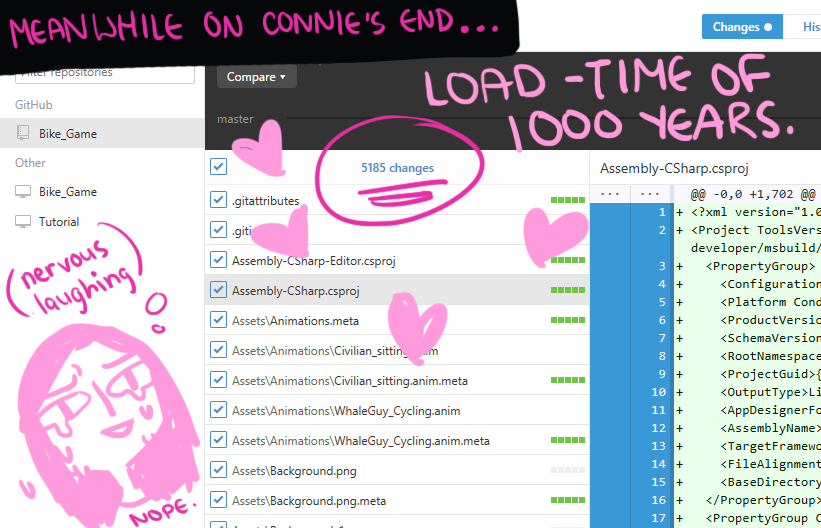 MEANWHILE ON CONNIE'S END...
Changes
His
Filter repositories
Compare
LOAD-TIME OF
1000 YEARS.
master
GitHub
Bike_Game
Other
Bike_Game
Tutorial
5185 changes
.gitattributes
.giti
Assembly-CSharp-Editor.csproj
Assembly-CSharp.csproj
Assets\Animations.meta
Assets\Animations\Civilian_sitting.anim
Assets\Animations\Civilian_sitting.anim.meta
Assets\Animations\WhaleGuy_Cycling.anim
Assets\Animations\WhaleGuy_Cycling.anim.meta
Assets\Background.png
Assets\Background.png.meta
Assembly-CSharp.csproj
... ... @@ -0,0 +1,702 @@
1 + <?xml version="1.0
2 + <Project ToolsVers
developer/msbuild/
3 + <PropertyGroup>
4 + <Configuration
5 + <Platform Cond
6 + <ProductVersio
7 + <SchemaVersion
8 + <RootNamespace
9 + <ProjectGuid>{
10 + <OutputType>Li
11 + <AppDesignerFo
12 + <AssemblyName>
13 + <TargetFramewo
14 + <FileAlignment
15 + <BaseDirectory
16 + </PropertyGroup>
17 + <PropertyGroup C
(nervous
laughing)
NOPE.